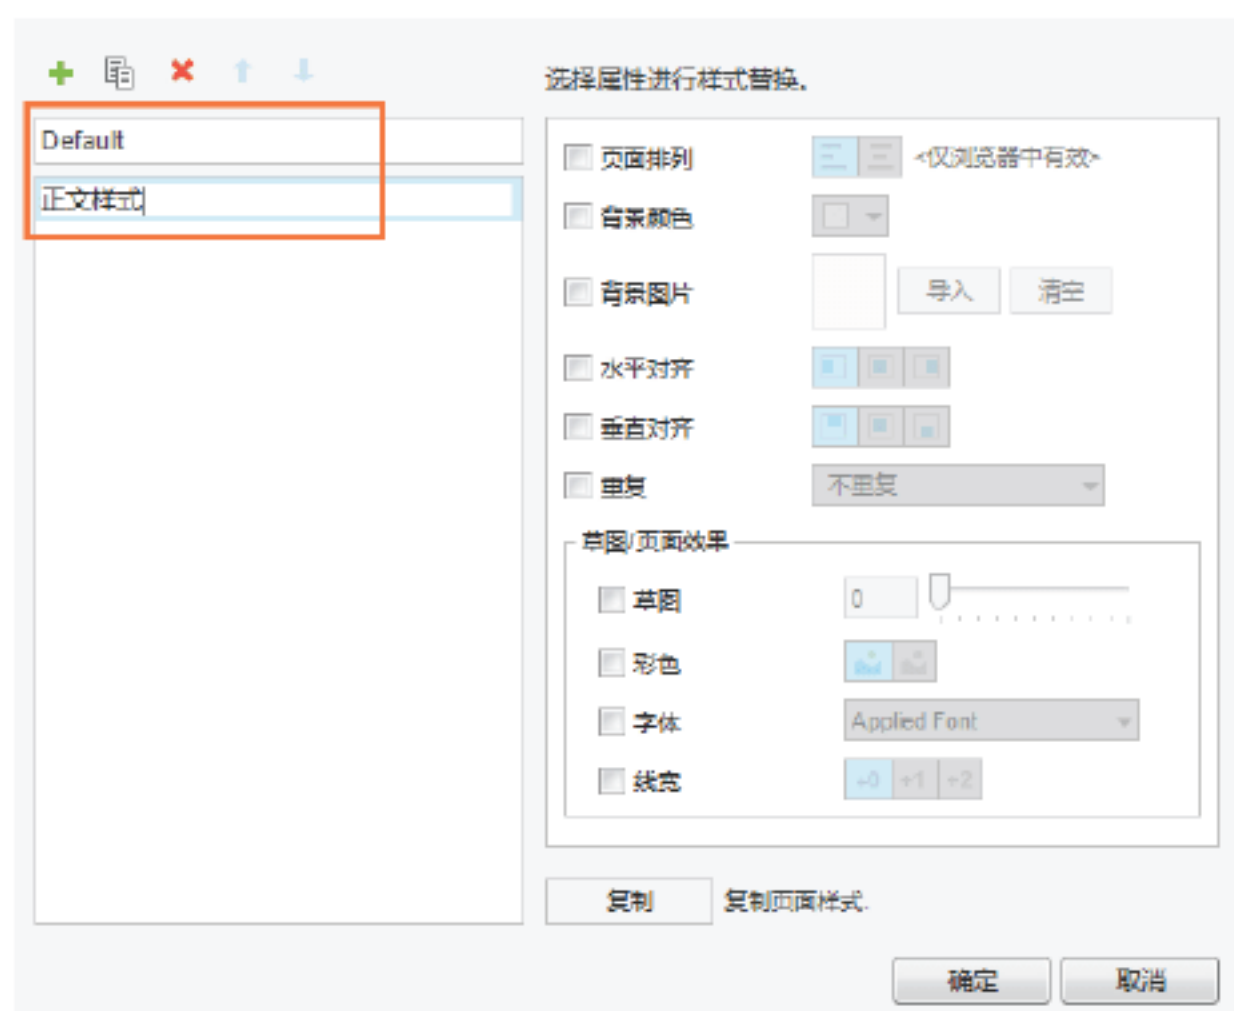 选择属性进行样式替换.
Default
正文样式
页面排列
<仅浏览器中有效>
背景颜色
背景图片
导入
清空
水平对齐
垂直对齐
重复
不重复
草图/页面效果
草图
0
彩色
字体
Applied Font
线宽
+0 +1 +2
复制
复制页面样式.
确定
取消